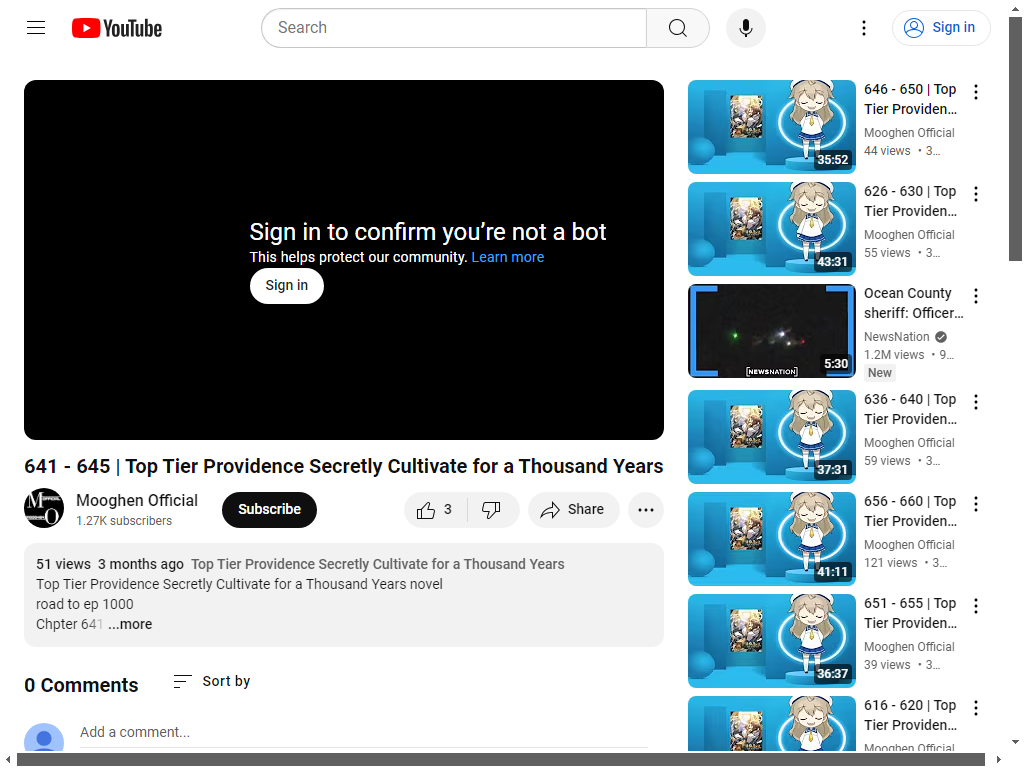 YouTube
Search
Sign in
Sign in to confirm you're not a bot
This helps protect our community. Learn more
Sign in
641 - 645 | Top Tier Providence Secretly Cultivate for a Thousand Years
Mooghen Official
1.27K subscribers
Subscribe
3
Share
51 views 3 months ago Top Tier Providence Secretly Cultivate for a Thousand Years
Top Tier Providence Secretly Cultivate for a Thousand Years novel
road to ep 1000
Chpter 641 ...more
0 Comments
Sort by
Add a comment...
35:52
646 - 650 | Top
Tier Providen...
Mooghen Official
44 views • 3...
43:31
626 - 630 | Top
Tier Providen...
Mooghen Official
55 views • 3...
[NEWSNATION]
5:30
Ocean County
sheriff: Officer...
NewsNation
1.2M views • 9...
New
37:31
636 - 640 | Top
Tier Providen...
Mooghen Official
59 views • 3...
41:11
656 - 660 | Top
Tier Providen...
Mooghen Official
121 views • 3...
36:37
651 - 655 | Top
Tier Providen...
Mooghen Official
39 views • 3...
616 - 620 | Top
Tier Providen...
Mooghen Official